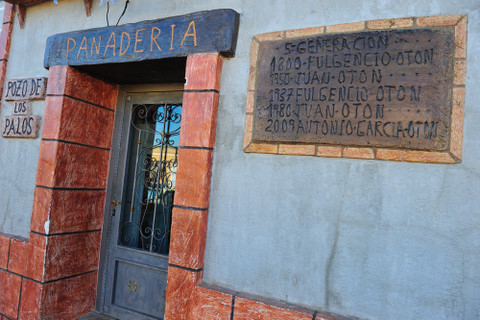 PANADERIA
POZO DE
LOS
PALOS
5ª GENERACION
1800-FULGENCIO OTON
1950-JUAN-OTON
1937 FULGENCIO OTON
1980-JUAN OTON
2009 ANTONIO GARCIA-OTON